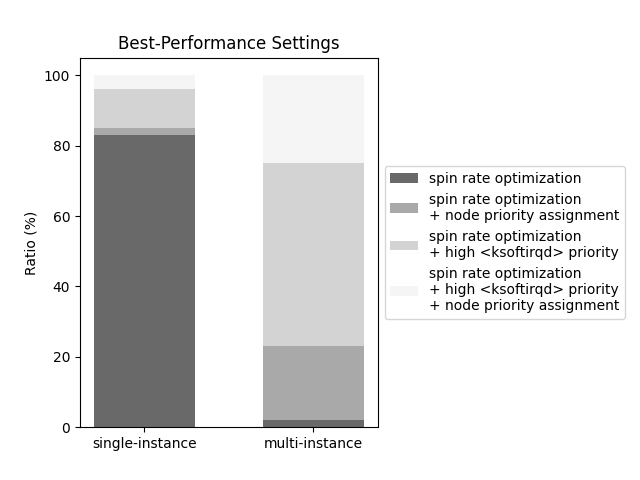 Best-Performance Settings
Ratio (%)
100
80
60
40
20
0
single-instance
multi-instance
spin rate optimization
spin rate optimization
+ node priority assignment
spin rate optimization
+ high <ksoftirqd> priority
spin rate optimization
+ high <ksoftirqd> priority
+ node priority assignment